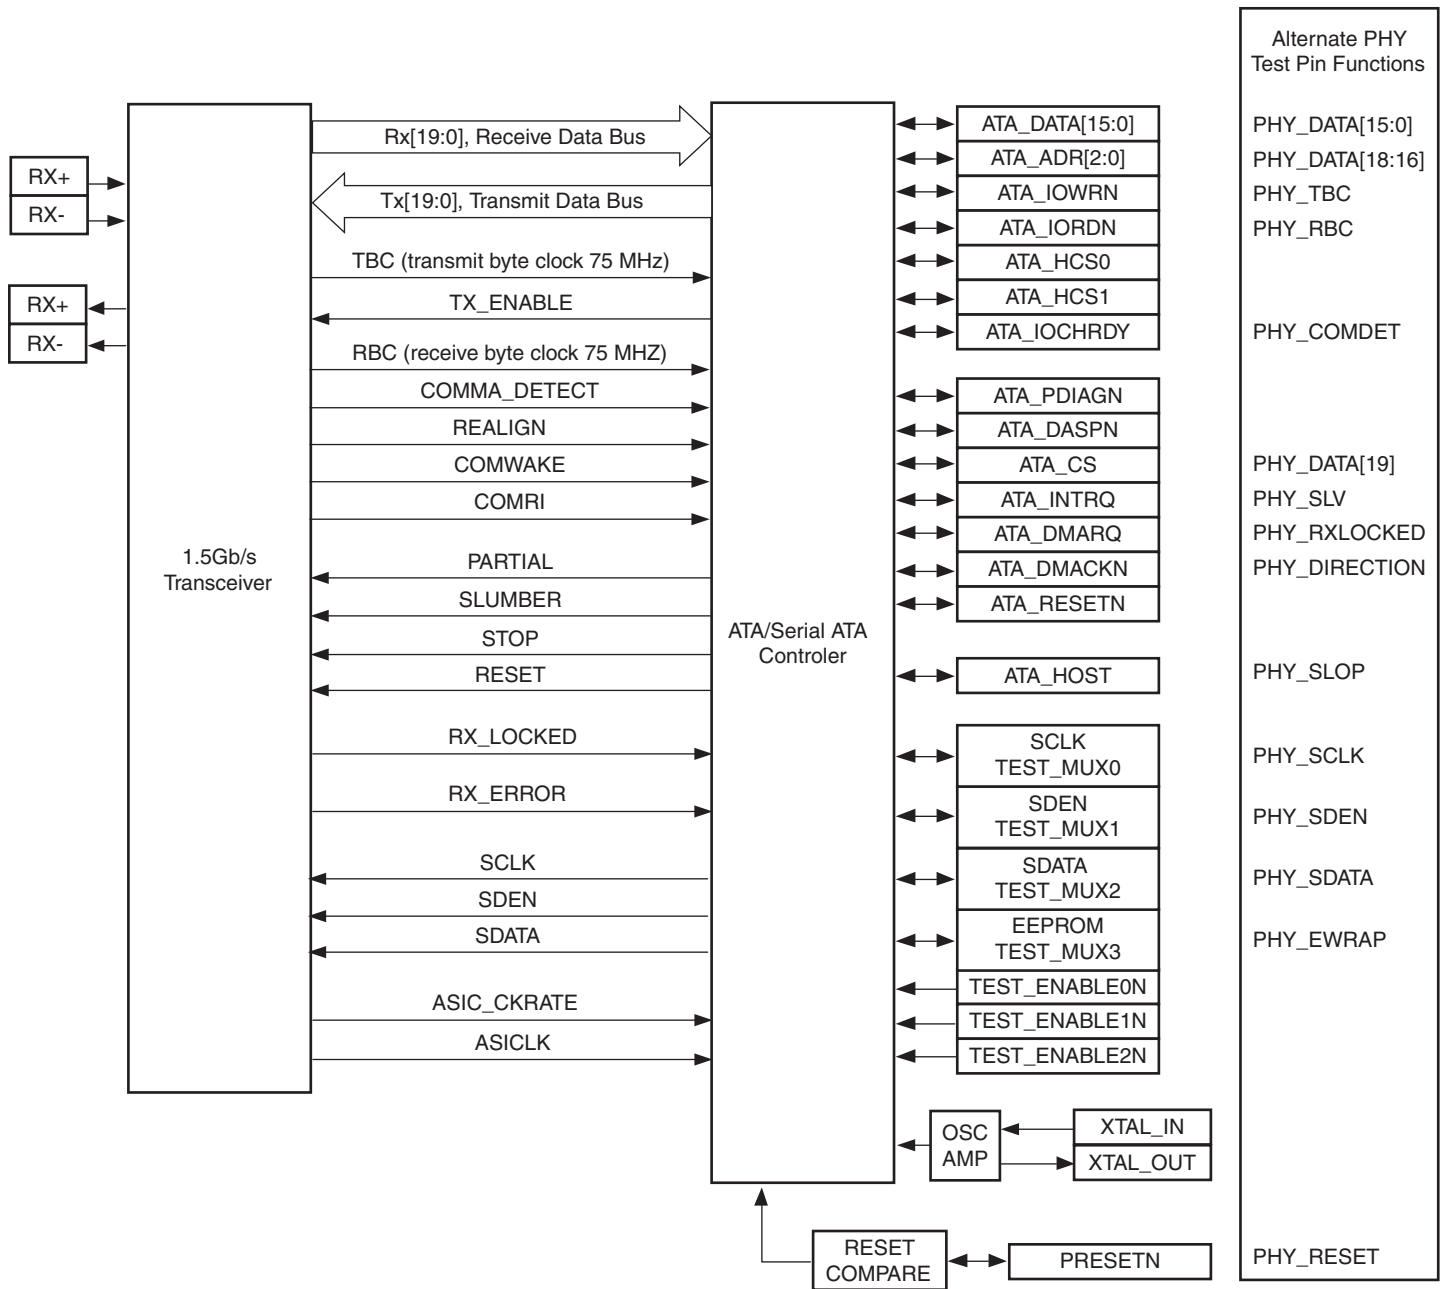 Alternate PHY
Test Pin Functions
RX+
RX-
RX+
RX-
1.5Gb/s
Transceiver
Rx[19:0], Receive Data Bus
Tx[19:0], Transmit Data Bus
TBC (transmit byte clock 75 MHz)
TX_ENABLE
RBC (receive byte clock 75 MHZ)
COMMA_DETECT
REALIGN
COMWAKE
COMRI
PARTIAL
SLUMBER
STOP
RESET
RX_LOCKED
RX_ERROR
SCLK
SDEN
SDATA
ASIC_CKRATE
ASICLK
ATA/Serial ATA
Controler
ATA_DATA[15:0]
ATA_ADR[2:0]
ATA_IOWRN
ATA_IORDN
ATA_HCS0
ATA_HCS1
ATA_IOCHRDY
ATA_PDIAGN
ATA_DASPN
ATA_CS
ATA_INTRQ
ATA_DMARQ
ATA_DMACKN
ATA_RESETN
ATA_HOST
SCLK
TEST_MUX0
SDEN
TEST_MUX1
SDATA
TEST_MUX2
EEPROM
TEST_MUX3
TEST_ENABLE0N
TEST_ENABLE1N
TEST_ENABLE2N
OSC
AMP
XTAL_IN
XTAL_OUT
RESET
COMPARE
PRESETN
PHY_DATA[15:0]
PHY_DATA[18:16]
PHY_TBC
PHY_RBC
PHY_COMDET
PHY_DATA[19]
PHY_SLV
PHY_RXLOCKED
PHY_DIRECTION
PHY_SLOP
PHY_SCLK
PHY_SDEN
PHY_SDATA
PHY_EWRAP
PHY_RESET